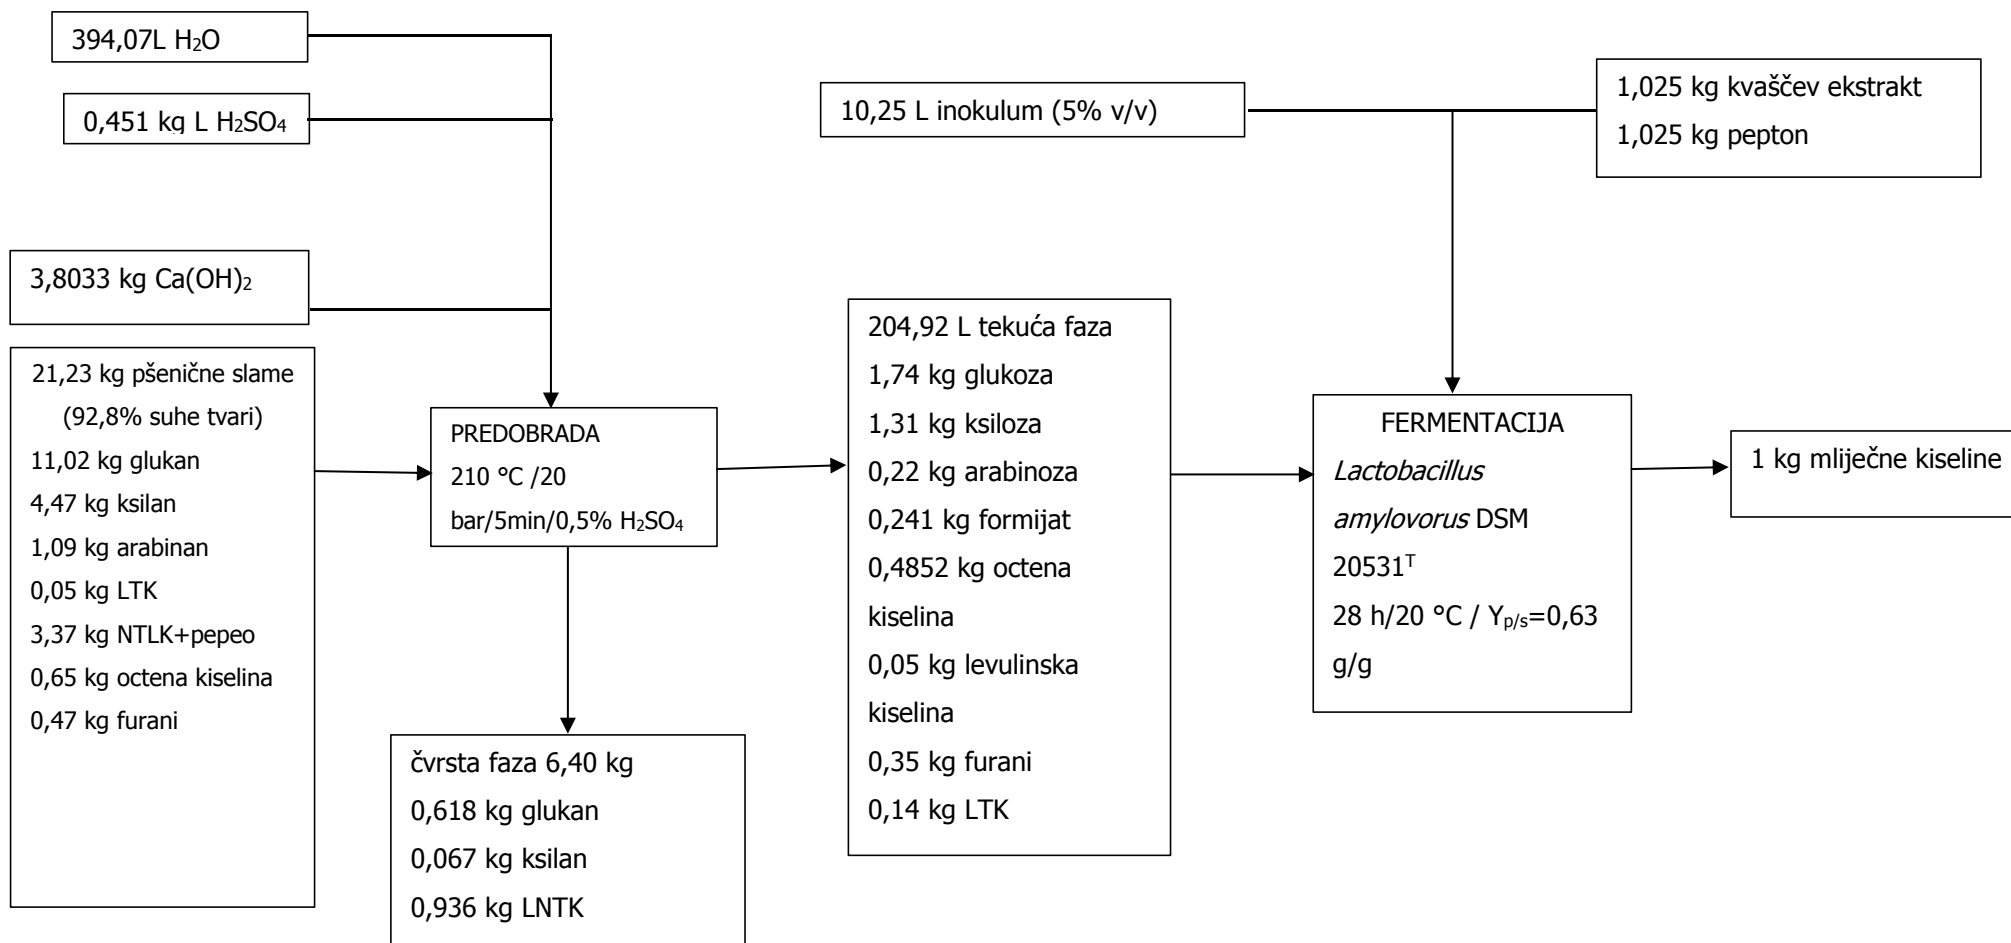 394,07L H₂O
0,451 kg L H₂SO₄
3,8033 kg Ca(OH)₂
21,23 kg pšenične slame
(92,8% suhe tvari)
11,02 kg glukan
4,47 kg ksilan
1,09 kg arabinan
0,05 kg LTK
3,37 kg NTLK+pepeo
0,65 kg octena kiselina
0,47 kg furani
PREDOBRADA
210 °C /20
bar/5min/0,5% H₂SO₄
čvrsta faza 6,40 kg
0,618 kg glukan
0,067 kg ksilan
0,936 kg LNTK
10,25 L inokulum (5% v/v)
1,025 kg kvaščev ekstrakt
1,025 kg pepton
204,92 L tekuća faza
1,74 kg glukoza
1,31 kg ksiloza
0,22 kg arabinoza
0,241 kg formijat
0,4852 kg octena
kiselina
0,05 kg levulinska
kiselina
0,35 kg furani
0,14 kg LTK
FERMENTACIJA
Lactobacillus
amylovorus DSM
20531ᵀ
28 h/20 °C / Yp/s=0,63
g/g
1 kg mliječne kiseline